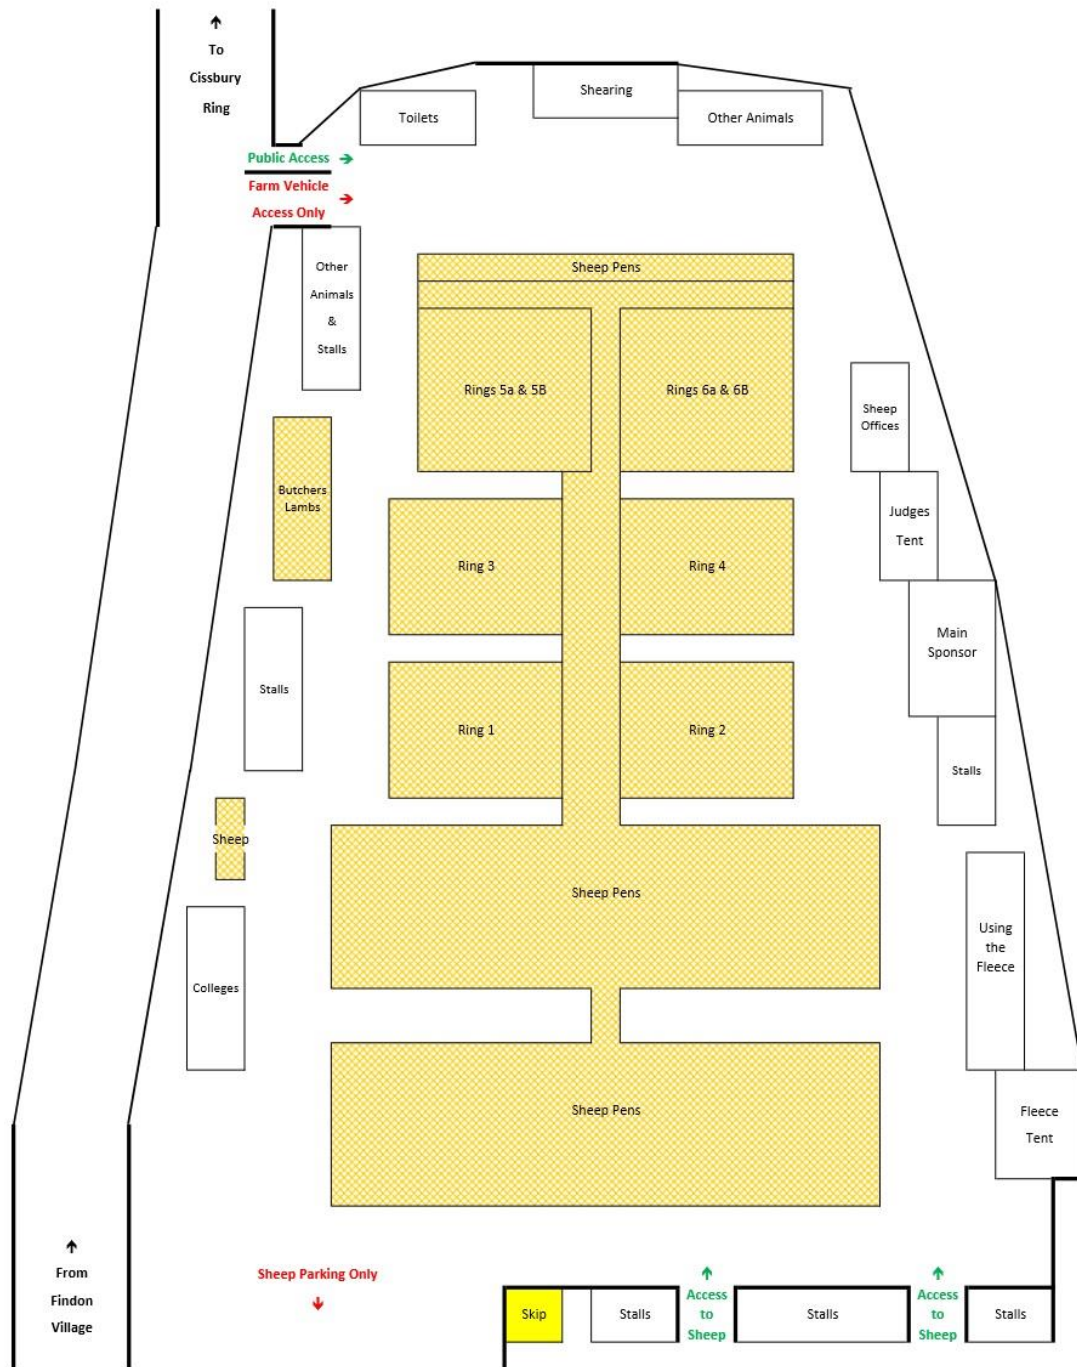 To
Cissbury
Ring
Shearing
Toilets
Other Animals
Public Access
Farm Vehicle
Access Only
Other
Animals
&
Stalls
Sheep Pens
Rings 5a & 5B
Rings 6a & 6B
Sheep
Offices
Butchers
Lambs
Judges
Tent
Ring 3
Ring 4
Main
Sponsor
Stalls
Ring 1
Ring 2
Stalls
Sheep
Sheep Pens
Using
the
Fleece
Colleges
Sheep Pens
Fleece
Tent
From
Findon
Village
Sheep Parking Only
Skip
Stalls
Access
to
Sheep
Stalls
Access
to
Sheep
Stalls